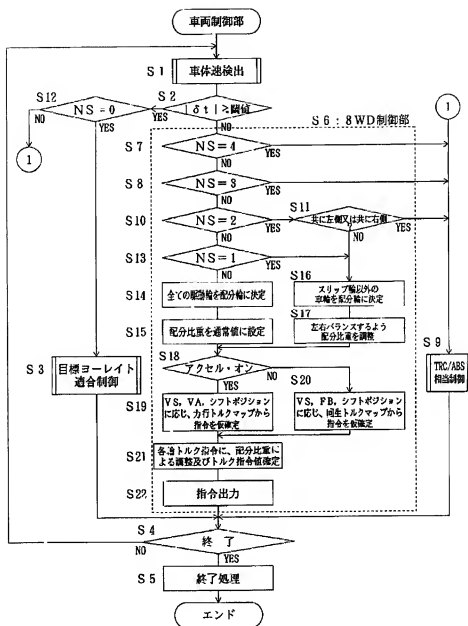 車両制御部
S1
車体速検出
S12
S2
NS=0
|δt|≥閾値
NO
YES
YES
NO
1
1
S6：8WD制御部
S7
NS=4
YES
NO
S8
NS=3
YES
NO
S11
S10
NS=2
YES
共に左側又は共に右側
YES
NO
NO
S13
NS=1
YES
NO
S16
S14
全ての駆動輪を配分輪に決定
スリップ輪以外の
車輪を配分輪に決定
S17
S15
配分比重を通常値に設定
左右バランスするよう
配分比重を調整
S3
目標ヨーレイト
適合制御
S9
TRC/ABS
相当制御
S18
アクセル・オン
NO
YES
S20
S19
VS, VA, シフトポジション
に応じ、力行トルクマップから
指令を仮確定
VS, FB, シフトポジション
に応じ、回生トルクマップから
指令を仮確定
S21
各輪トルク指令に、配分比重に
よる調整及びトルク指令値確定
S22
指令出力
S4
終了
NO
YES
S5
終了処理
エンド